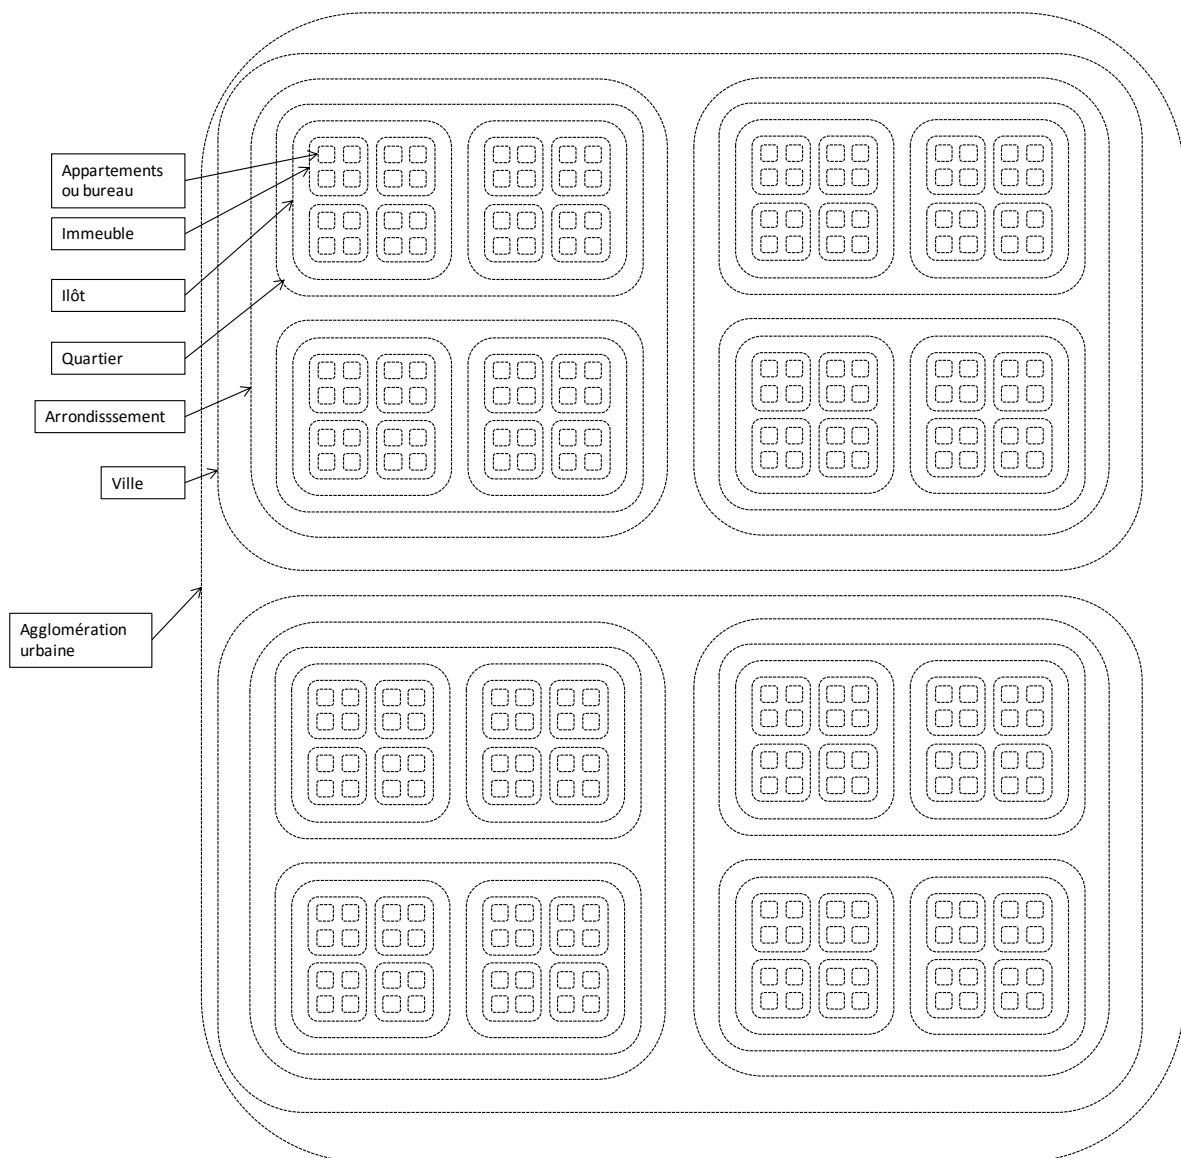 Appartements
ou bureau
Immeuble
Ilôt
Quartier
Arrondisssement
Ville
Agglomération
urbaine